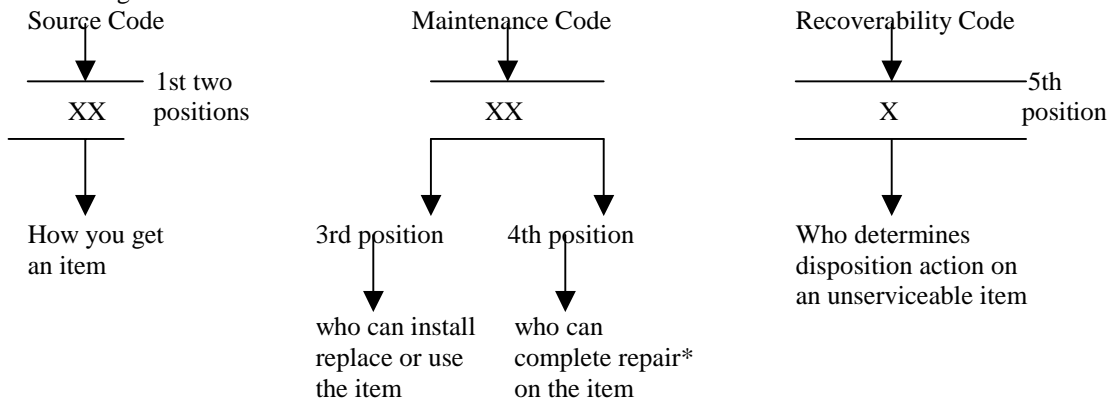 Source Code
Maintenance Code
Recoverability Code
1st two
positions
XX
XX
5th
position
X
How you get
an item
3rd position
4th position
Who determines
disposition action on
an unserviceable item
who can install
replace or use
the item
who can
complete repair*
on the item